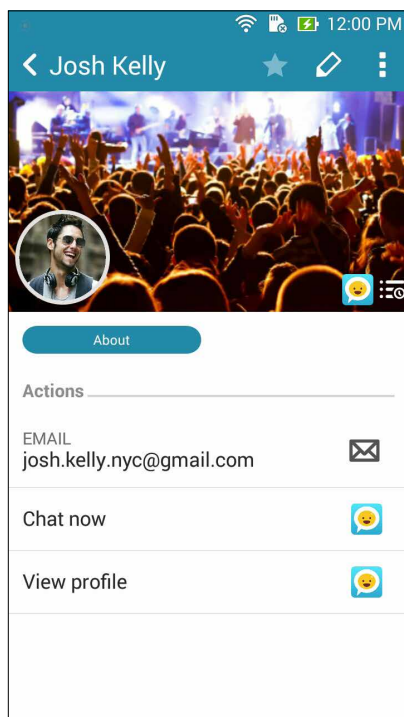 12:00 PM
Josh Kelly
About
Actions
EMAIL
josh.kelly.nyc@gmail.com
Chat now
View profile